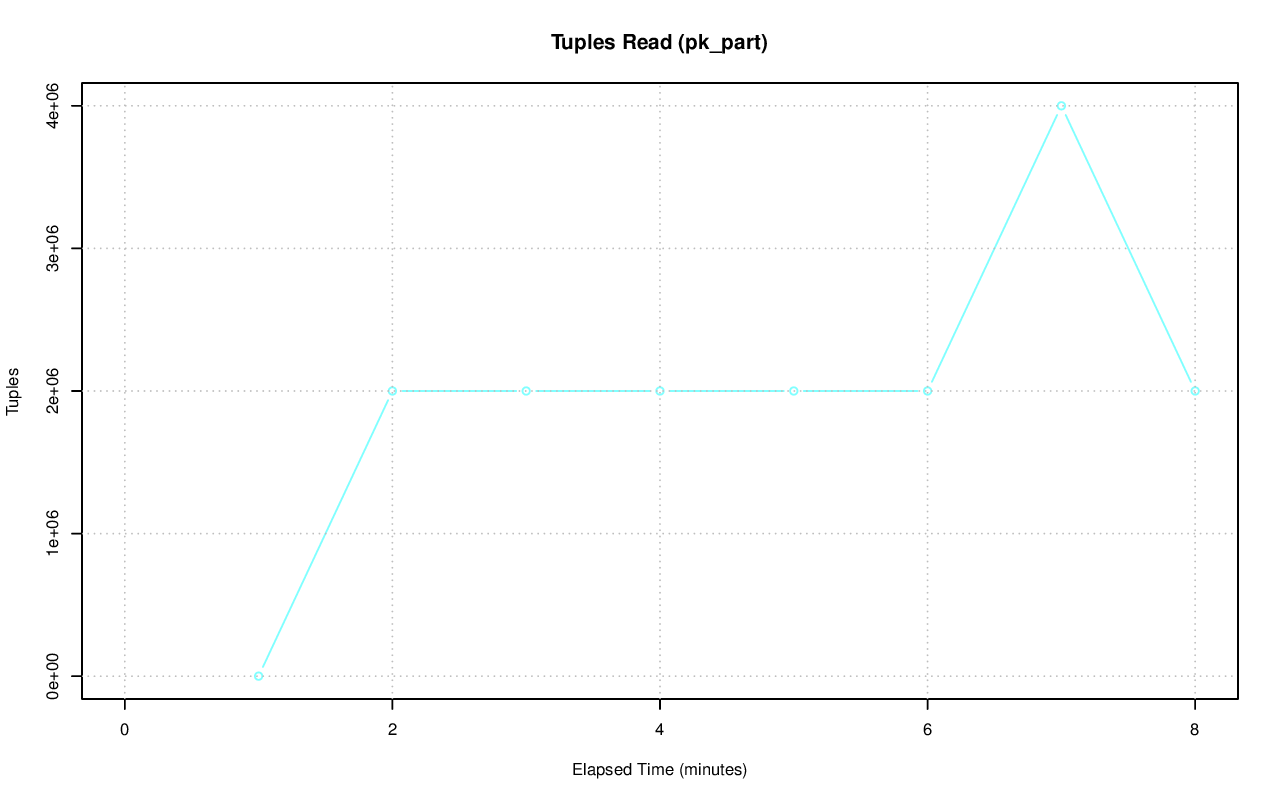 Tuples Read (pk_part)
Tuples
4e+06
3e+06
2e+06
1e+06
0e+00
0 2 4 6 8
Elapsed Time (minutes)